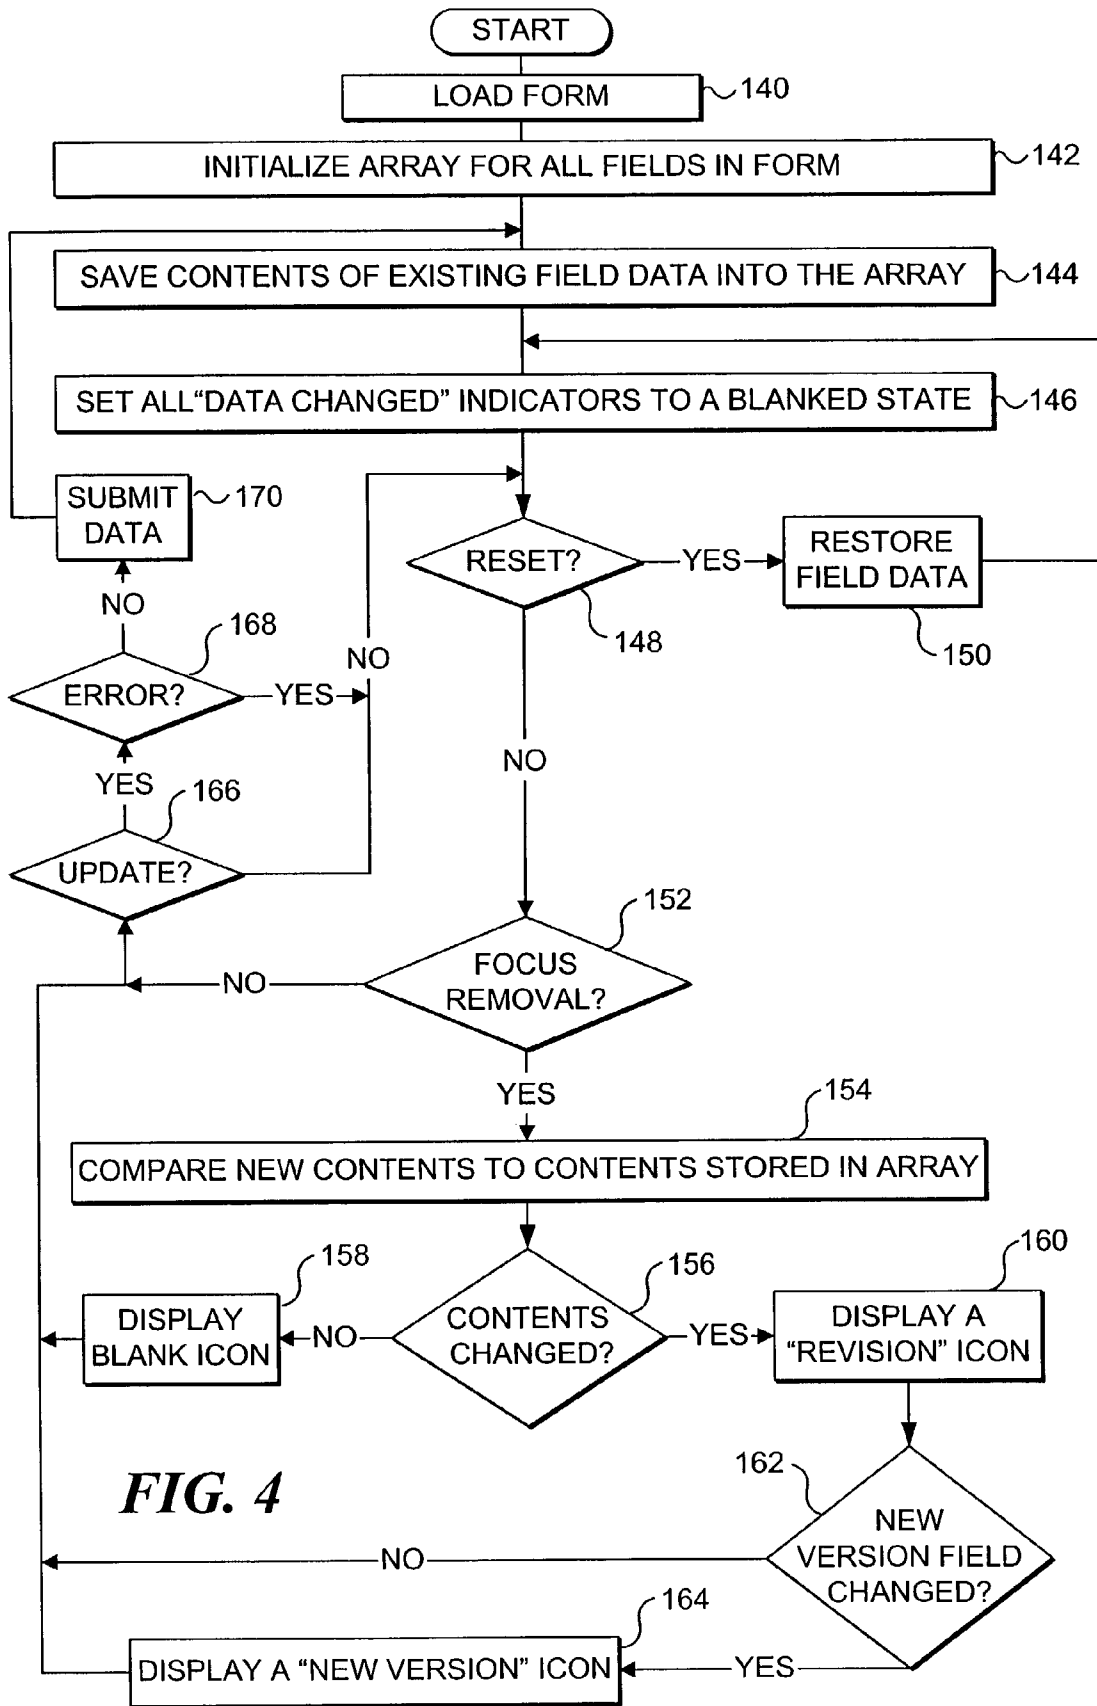 START
LOAD FORM
140
INITIALIZE ARRAY FOR ALL FIELDS IN FORM
142
SAVE CONTENTS OF EXISTING FIELD DATA INTO THE ARRAY
144
SET ALL“DATA CHANGED” INDICATORS TO A BLANKED STATE
146
SUBMIT
DATA
170
RESET?
148
YES
RESTORE
FIELD DATA
150
NO
ERROR?
168
YES
NO
NO
YES
UPDATE?
166
FOCUS
REMOVAL?
152
NO
YES
COMPARE NEW CONTENTS TO CONTENTS STORED IN ARRAY
154
DISPLAY
BLANK ICON
158
NO
CONTENTS
CHANGED?
156
YES
DISPLAY A
“REVISION” ICON
160
FIG. 4
NEW
VERSION FIELD
CHANGED?
162
NO
DISPLAY A “NEW VERSION” ICON
164
YES